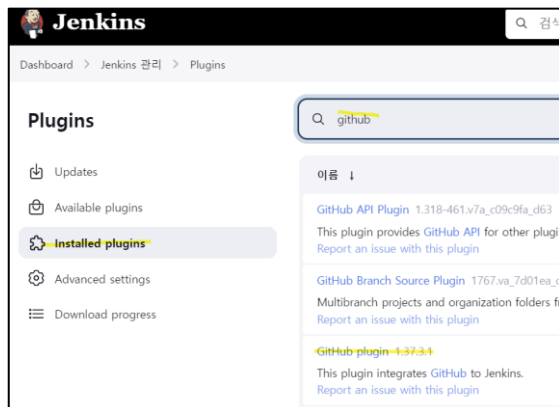 Jenkins
검색
Dashboard > Jenkins 관리 > Plugins
Plugins
github
Updates
Available plugins
Installed plugins
Advanced settings
Download progress
이름 ↓
GitHub API Plugin 1.318-461.v7a_c09c9fa_d63
This plugin provides GitHub API for other plugi
Report an issue with this plugin
GitHub Branch Source Plugin 1767.va_7d01ea_c
Multibranch projects and organization folders f
Report an issue with this plugin
GitHub plugin 1.37.3.1
This plugin integrates GitHub to Jenkins.
Report an issue with this plugin